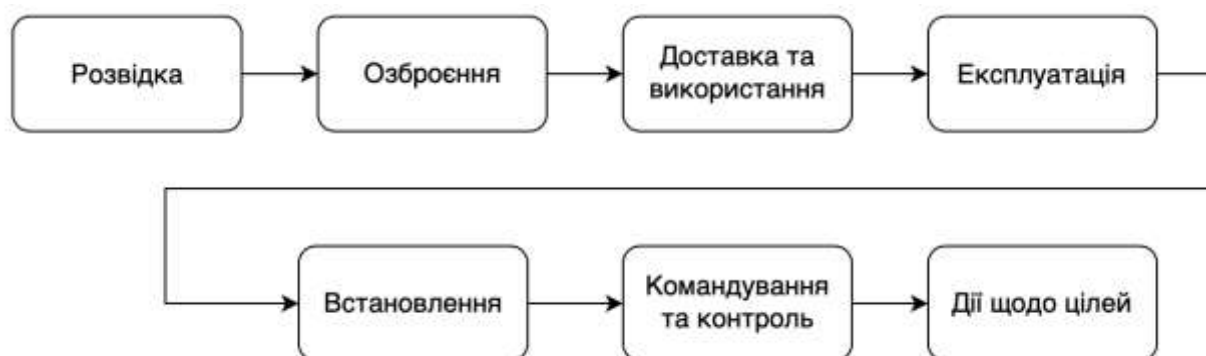 Розвідка
Озброєння
Доставка та
використання
Експлуатація
Встановлення
Командування
та контроль
Дії щодо цілей